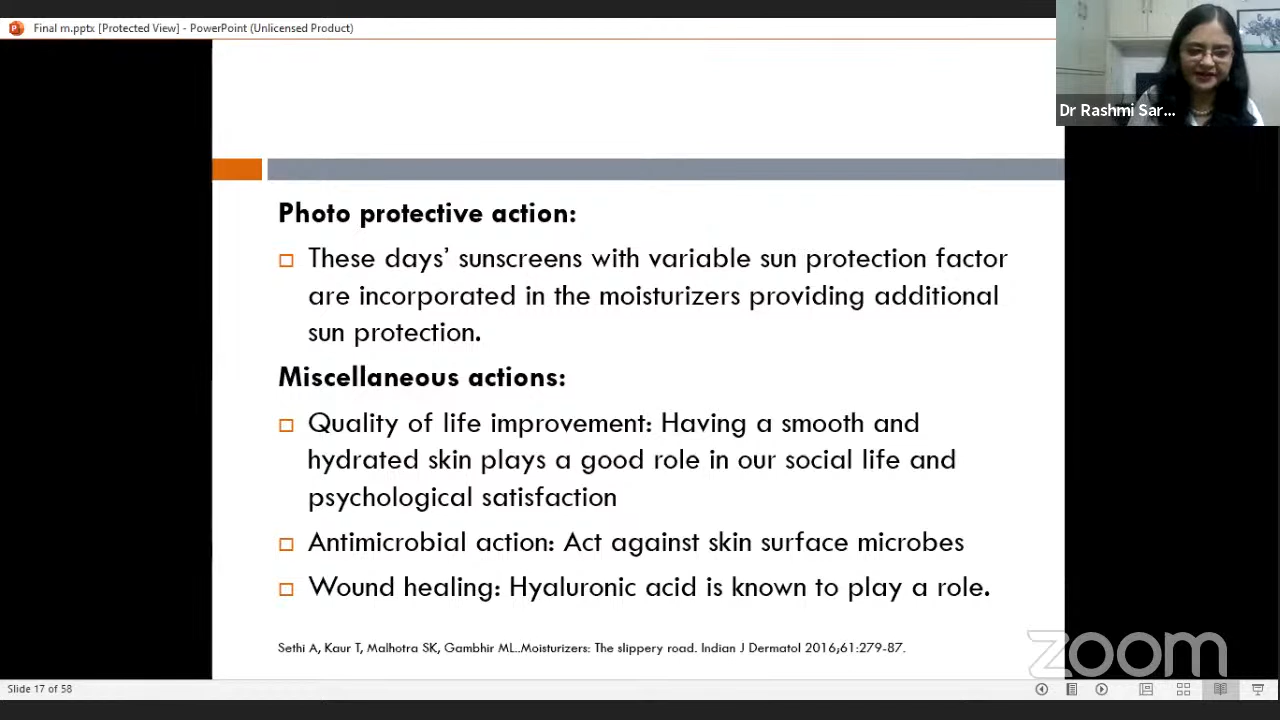 Final m.pptx [Protected View] - PowerPoint (Unlicensed Product)
Dr Rashmi Sar...
Photo protective action:
These days’ sunscreens with variable sun protection factor
are incorporated in the moisturizers providing additional
sun protection.
Miscellaneous actions:
Quality of life improvement: Having a smooth and
hydrated skin plays a good role in our social life and
psychological satisfaction
Antimicrobial action: Act against skin surface microbes
Wound healing: Hyaluronic acid is known to play a role.
Sethi A, Kaur T, Malhotra SK, Gambhir ML..Moisturizers: The slippery road. Indian J Dermatol 2016;61:279-87.
zoom
Slide 17 of 58